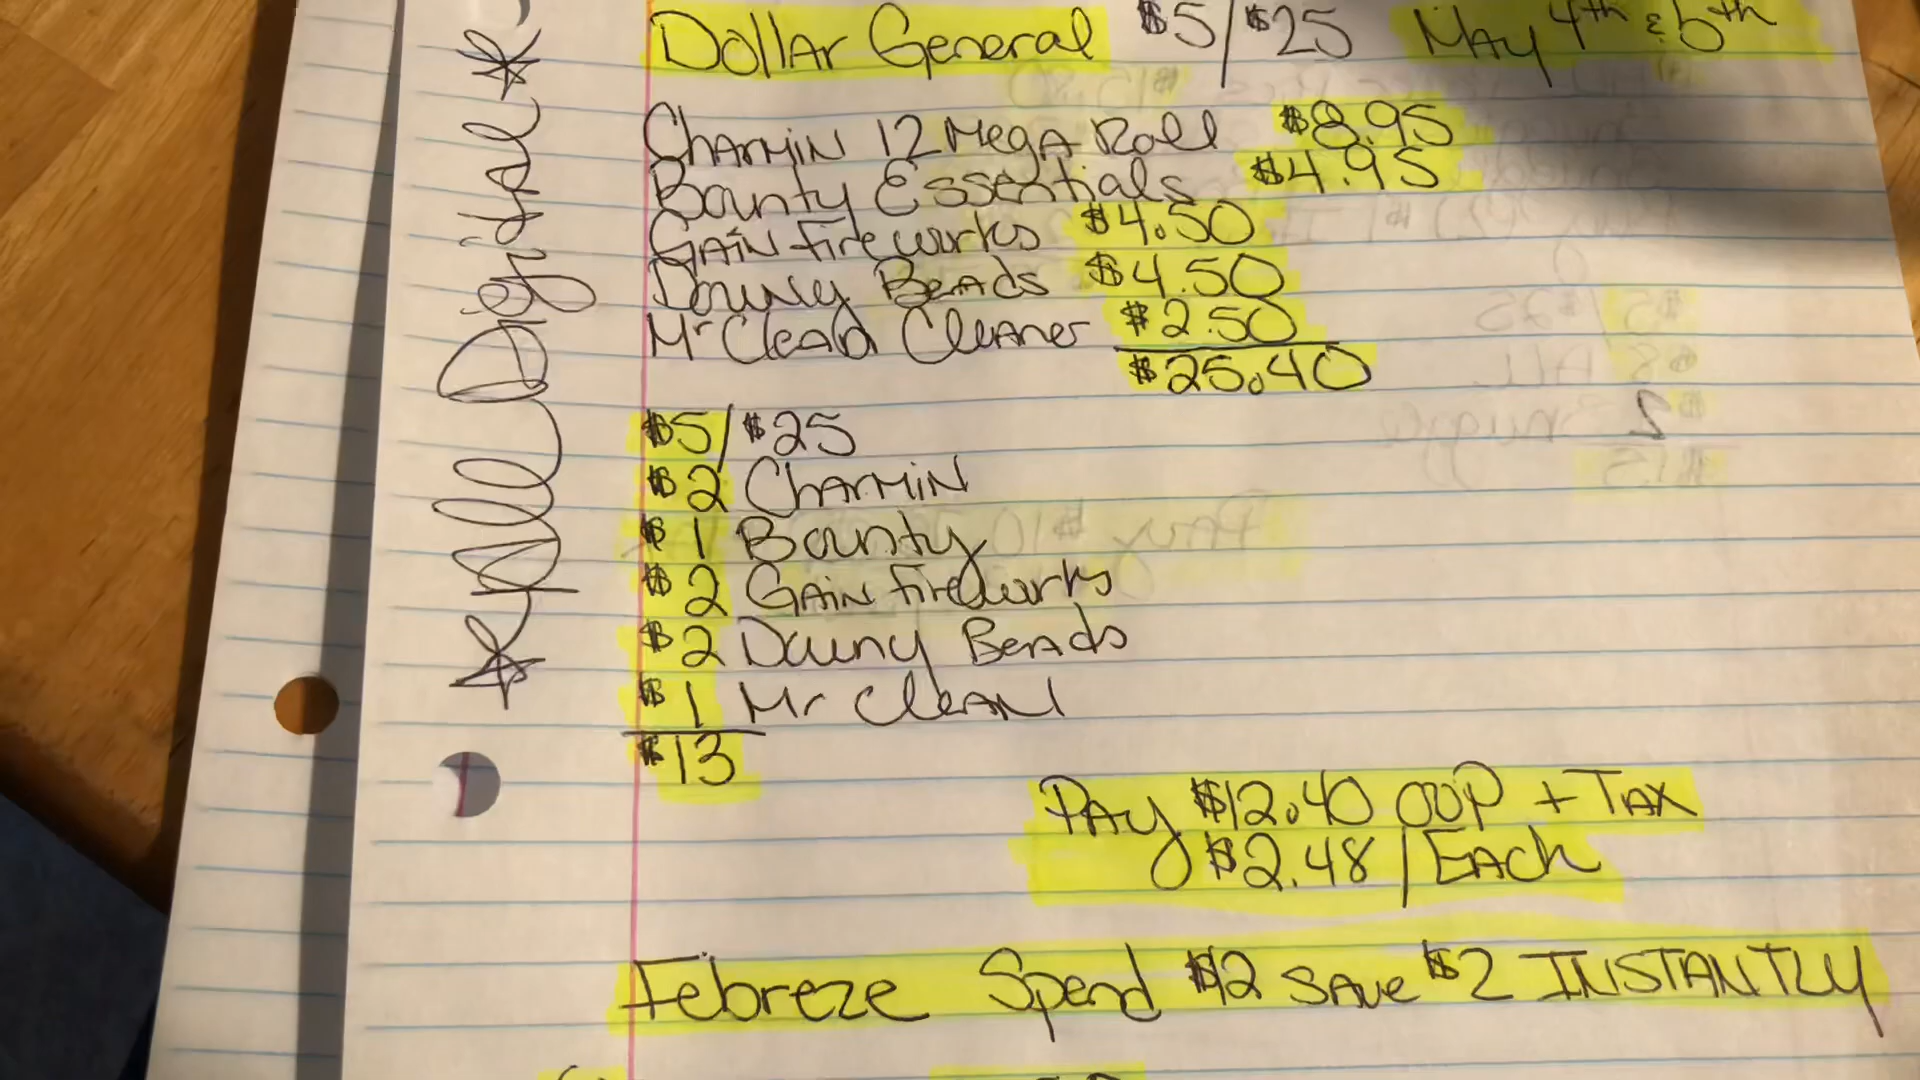 Dollar General $5/$25 May 4th & 5th
Charmin 12 Mega Roll $8.95
Bounty Essentials $4.95
Gain fireworks $4.50
Downy Beads $4.50
Mr Clean Cleaner $2.50
$25.40
*All Digital*
$5/$25
$2 Charmin
$1 Bounty
$2 Gain fireworks
$2 Downy Beads
$1 Mr Clean
$13
Pay $12.40 OOP + Tax
$2.48/Each
Febreze Spend $12 save $2 INSTANTLY